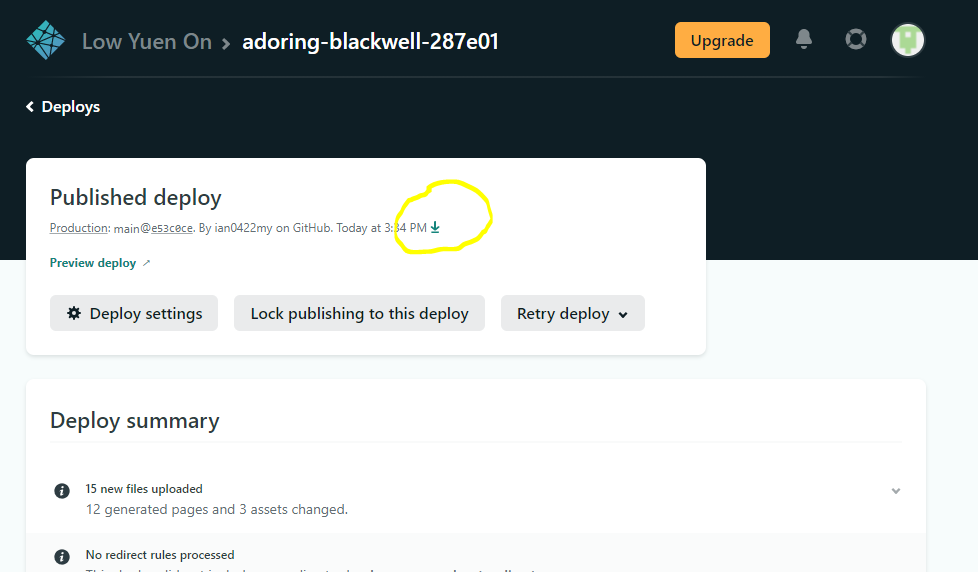 Low Yuen On > adoring-blackwell-287e01
Upgrade
Deploys
Published deploy
Production: main@e53c0ce. By ian0422my on GitHub. Today at 3:34 PM
Preview deploy
Deploy settings
Lock publishing to this deploy
Retry deploy
Deploy summary
15 new files uploaded
12 generated pages and 3 assets changed.
No redirect rules processed